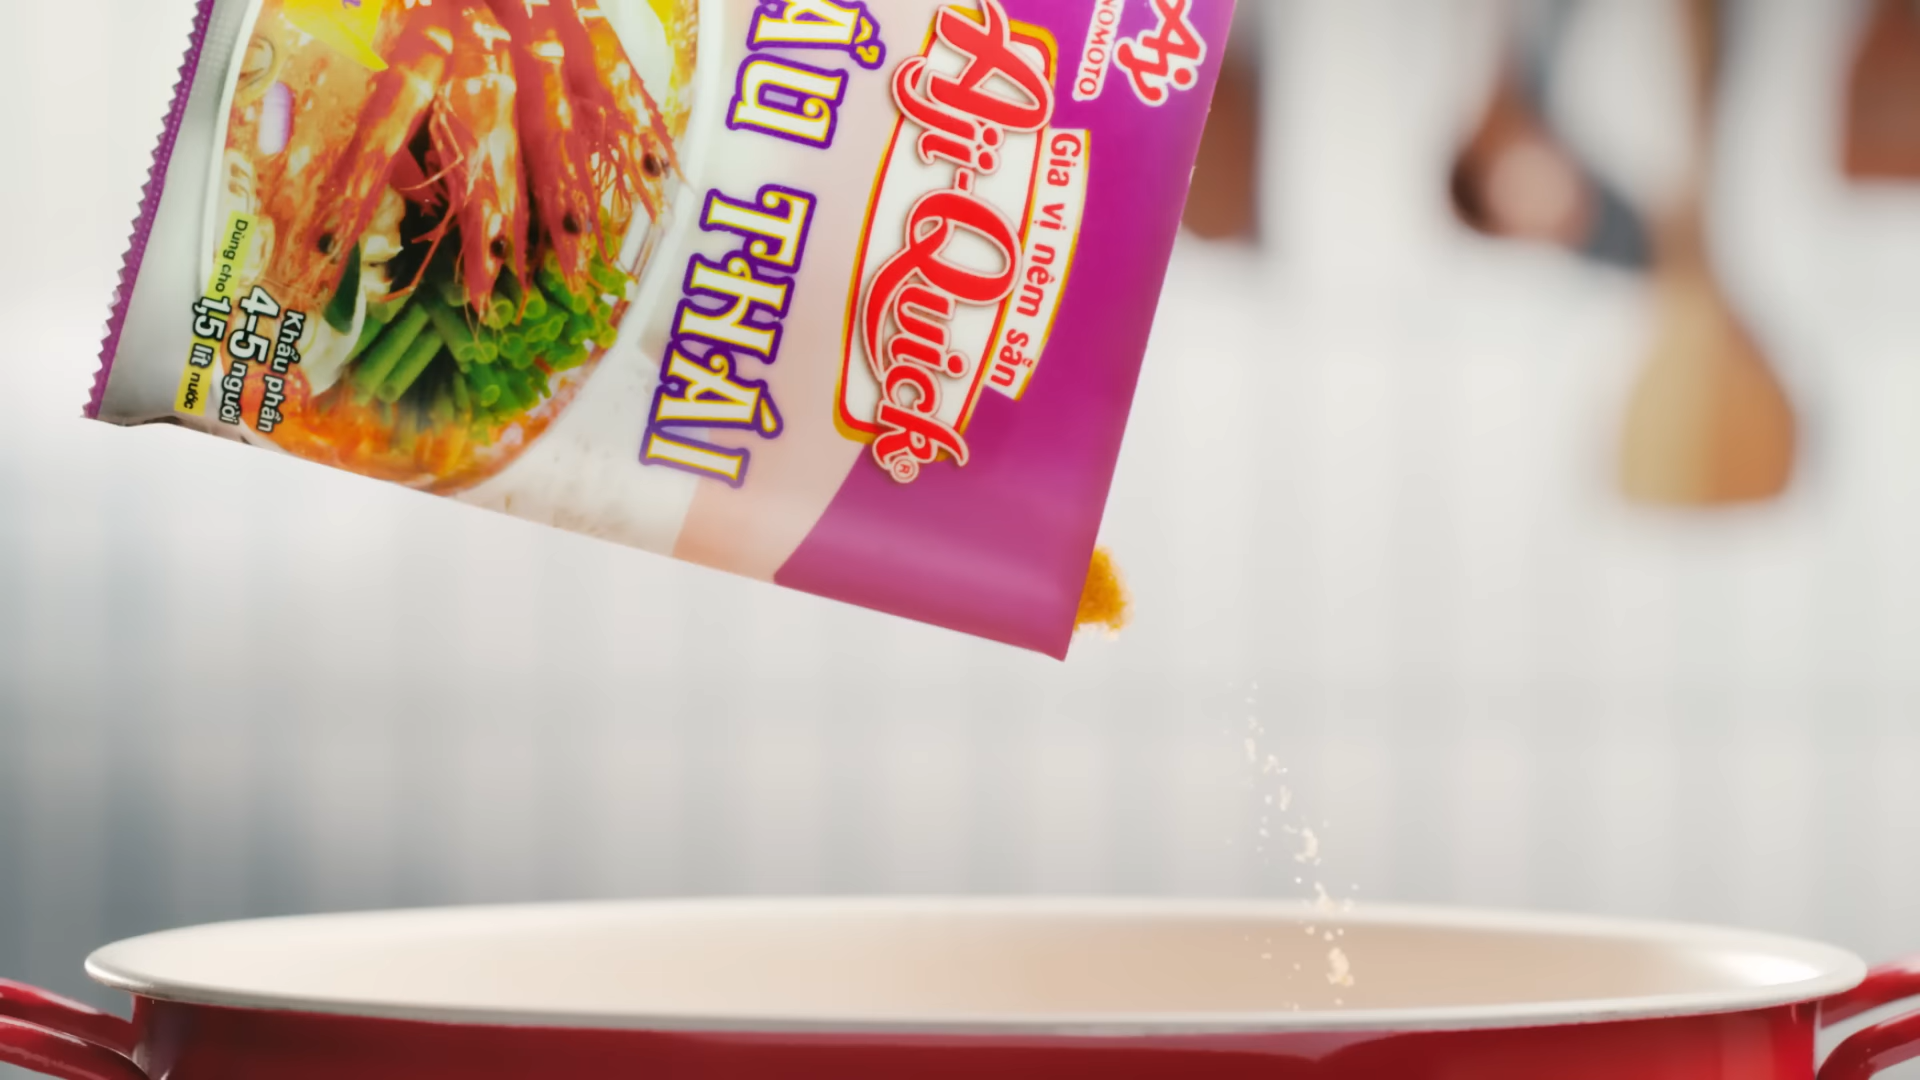 Aji
NOMOTO
Gia vị nêm sẵn
Aji-Quick®
ẨU THÁI
Khẩu phần
4-5 người
Dùng cho 1,5 lít nước